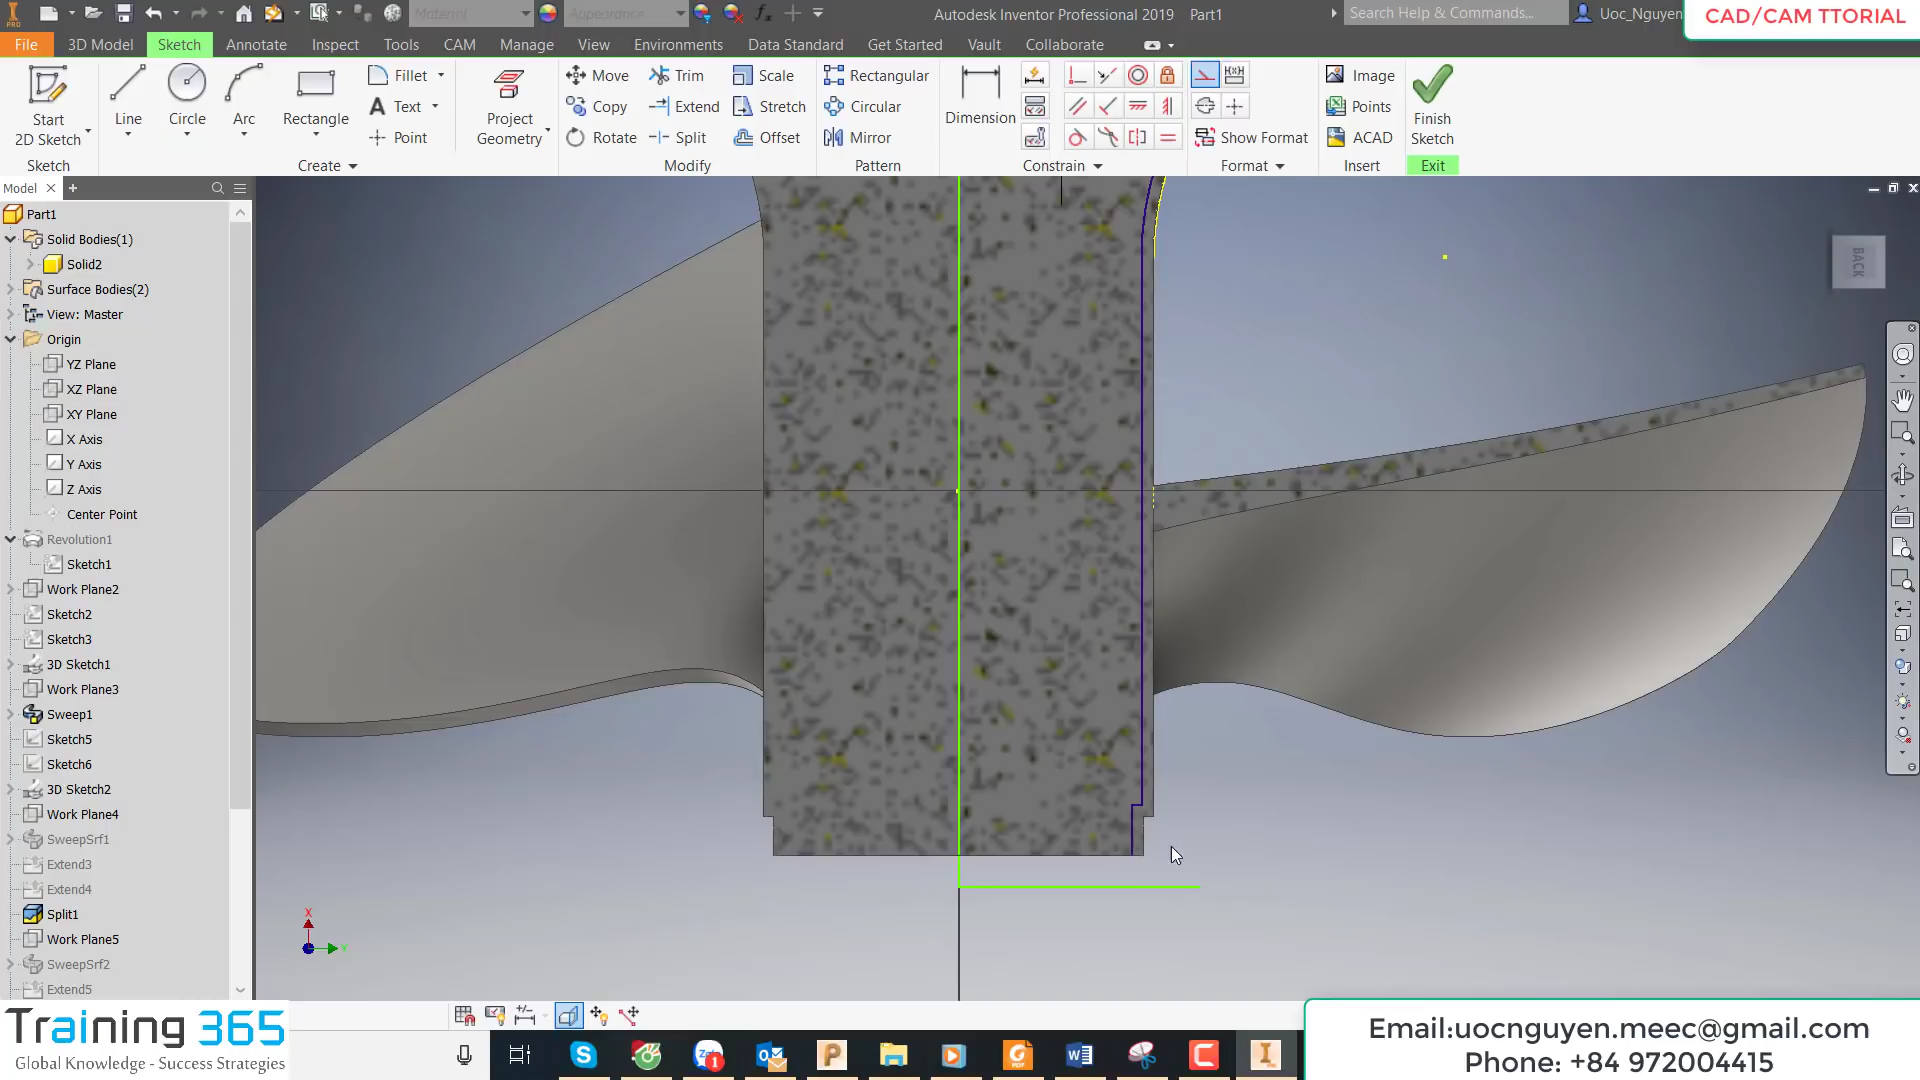 Material
Appearance
Autodesk Inventor Professional 2019 Part1
Search Help & Commands...
Uoc_Nguyen
CAD/CAM TTORIAL
PRO
File 3D Model Sketch Annotate Inspect Tools CAM Manage View Environments Data Standard Get Started Vault Collaborate
Start
2D Sketch
Line
Circle
Arc
Rectangle
Fillet
Text
Point
Project
Geometry
Move
Copy
Rotate
Trim
Extend
Split
Scale
Stretch
Offset
Rectangular
Circular
Mirror
Dimension
Show Format
Image
Points
ACAD
Finish
Sketch
Sketch Create Modify Pattern Constrain Format Insert Exit
Model
Part1
Solid Bodies(1)
Solid2
Surface Bodies(2)
View: Master
Origin
YZ Plane
XZ Plane
XY Plane
X Axis
Y Axis
Z Axis
Center Point
Revolution1
Sketch1
Work Plane2
Sketch2
Sketch3
3D Sketch1
Work Plane3
Sweep1
Sketch5
Sketch6
3D Sketch2
Work Plane4
SweepSrf1
Extend3
Extend4
Split1
Work Plane5
SweepSrf2
Extend5
BACK
X
Y
Training 365
Global Knowledge - Success Strategies
Email:uocnguyen.meec@gmail.com
Phone: +84 972004415